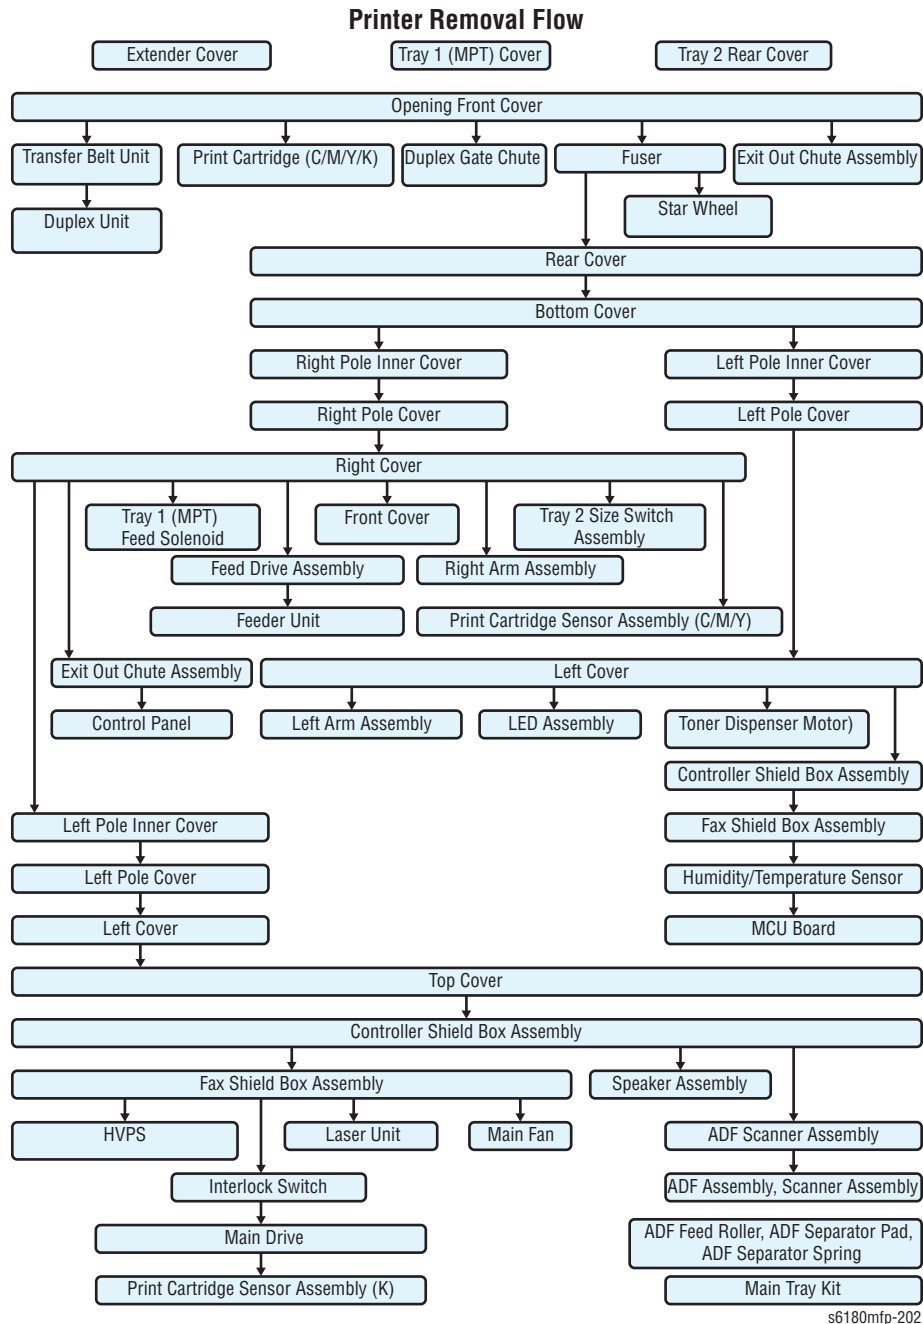 Printer Removal Flow
Extender Cover
Tray 1 (MPT) Cover
Tray 2 Rear Cover
Opening Front Cover
Transfer Belt Unit
Print Cartridge (C/M/Y/K)
Duplex Gate Chute
Fuser
Exit Out Chute Assembly
Duplex Unit
Star Wheel
Rear Cover
Bottom Cover
Right Pole Inner Cover
Left Pole Inner Cover
Right Pole Cover
Left Pole Cover
Right Cover
Tray 1 (MPT)
Feed Solenoid
Front Cover
Tray 2 Size Switch
Assembly
Feed Drive Assembly
Right Arm Assembly
Feeder Unit
Print Cartridge Sensor Assembly (C/M/Y)
Exit Out Chute Assembly
Left Cover
Control Panel
Left Arm Assembly
LED Assembly
Toner Dispenser Motor)
Controller Shield Box Assembly
Left Pole Inner Cover
Fax Shield Box Assembly
Left Pole Cover
Humidity/Temperature Sensor
Left Cover
MCU Board
Top Cover
Controller Shield Box Assembly
Fax Shield Box Assembly
Speaker Assembly
HVPS
Laser Unit
Main Fan
ADF Scanner Assembly
Interlock Switch
ADF Assembly, Scanner Assembly
Main Drive
ADF Feed Roller, ADF Separator Pad,
ADF Separator Spring
Print Cartridge Sensor Assembly (K)
Main Tray Kit
s6180mfp-202